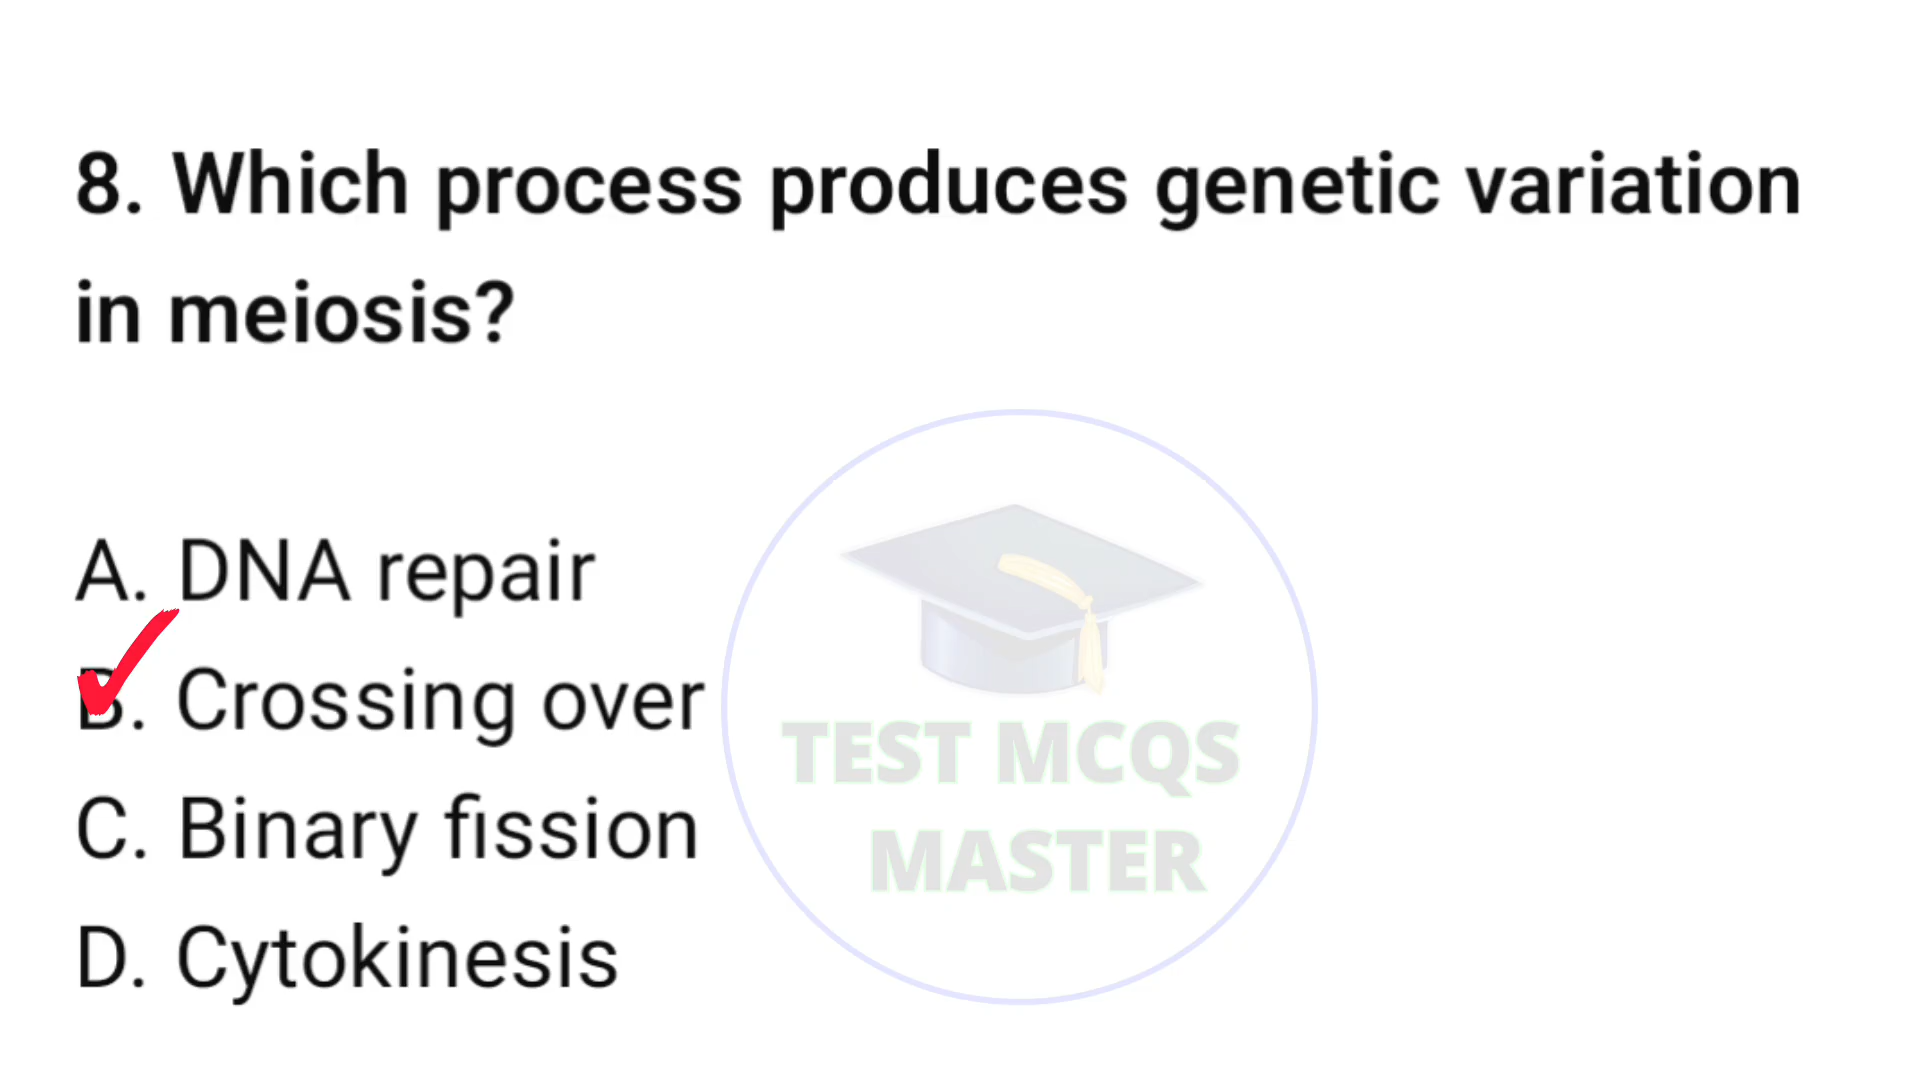 8. Which process produces genetic variation
in meiosis?
A. DNA repair
B. Crossing over
C. Binary fission
D. Cytokinesis
TEST MCQS
MASTER